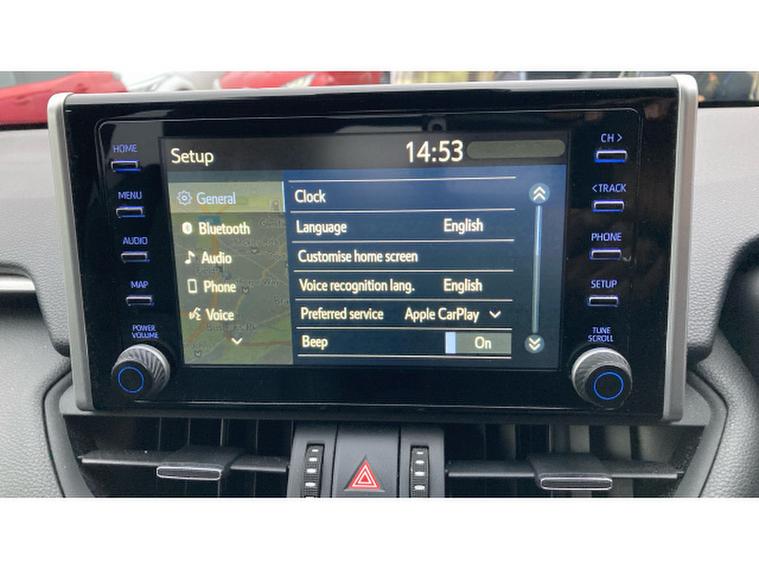 HOME
MENU
AUDIO
MAP
POWER
VOLUME
Setup
14:53
General
Bluetooth
Audio
Phone
Voice
Clock
Language English
Customise home screen
Voice recognition lang. English
Preferred service Apple CarPlay
Beep On
CH >
< TRACK
PHONE
SETUP
TUNE
SCROLL